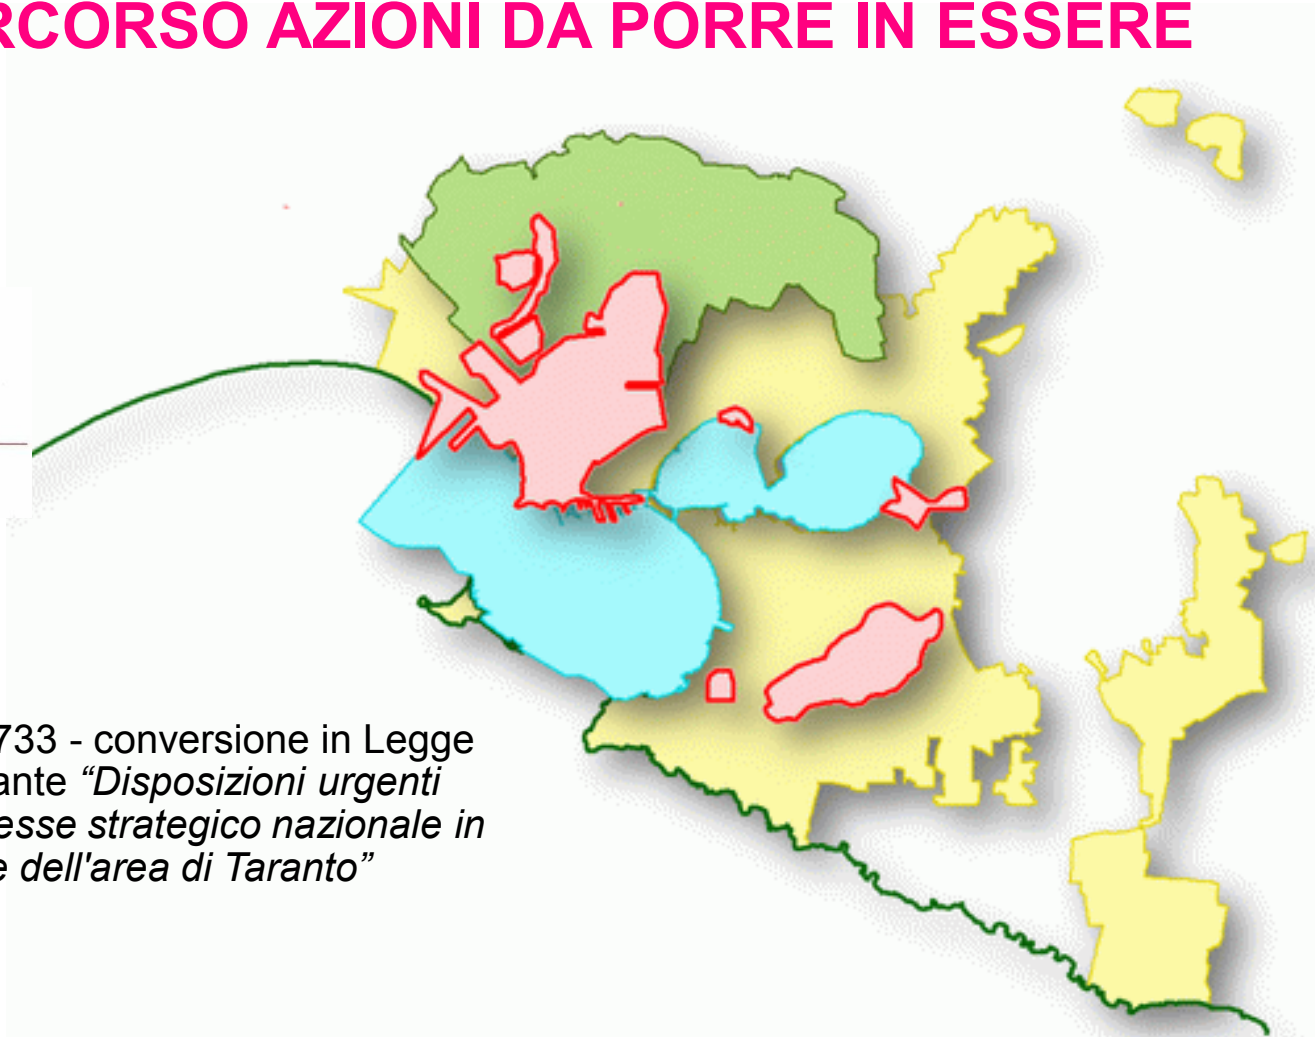 RCORSO AZIONI DA PORRE IN ESSERE
733 - conversione in Legge
ante “Disposizioni urgenti
esse strategico nazionale in
e dell'area di Taranto”